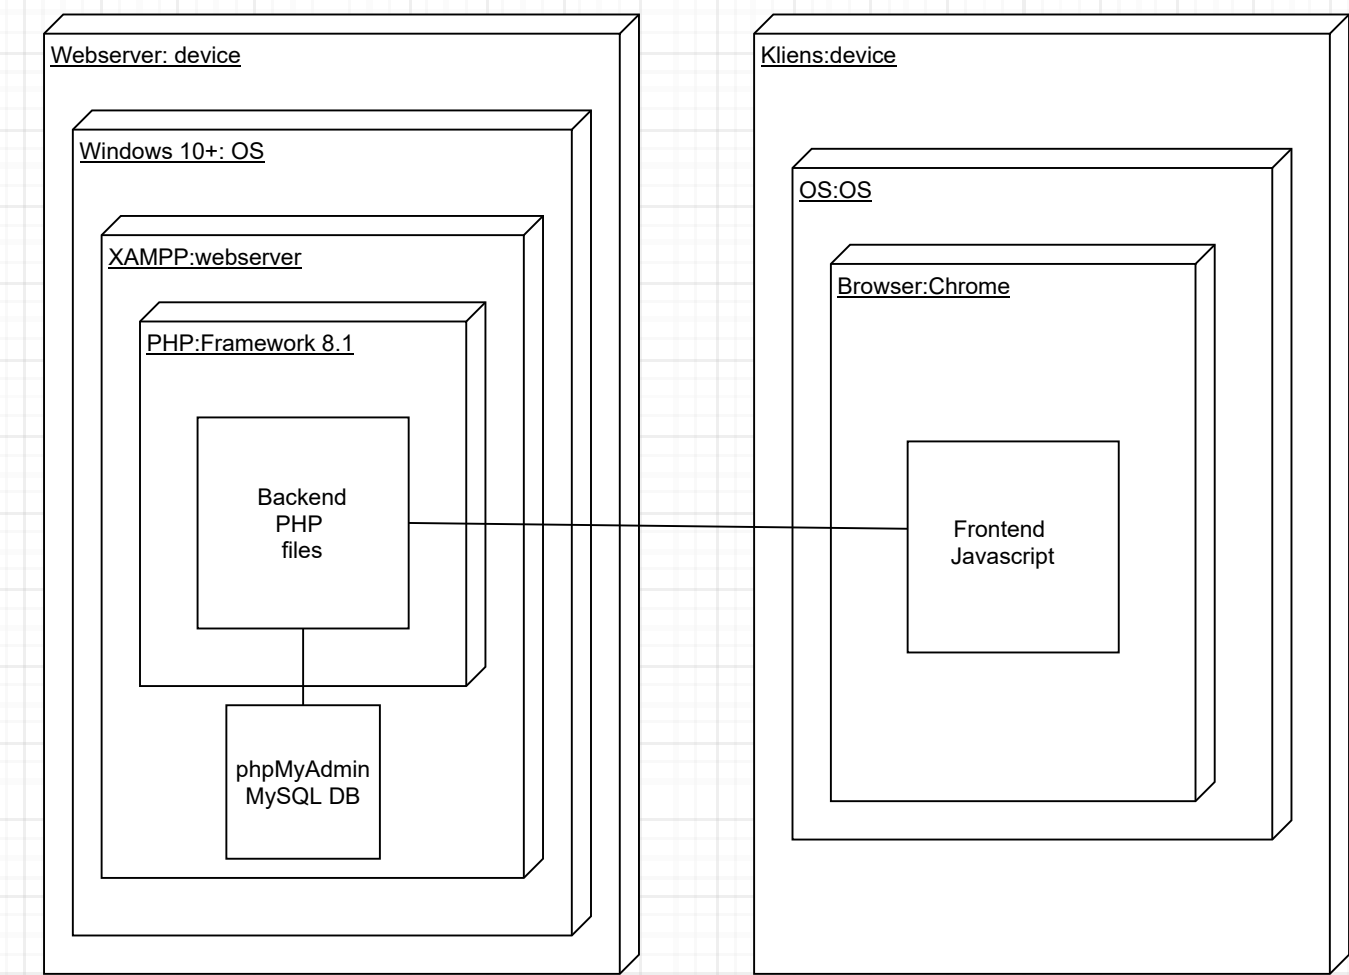 Webserver: device
Windows 10+: OS
XAMPP:webserver
PHP:Framework 8.1
Backend
PHP
files
phpMyAdmin
MySQL DB
Kliens:device
OS:OS
Browser:Chrome
Frontend
Javascript